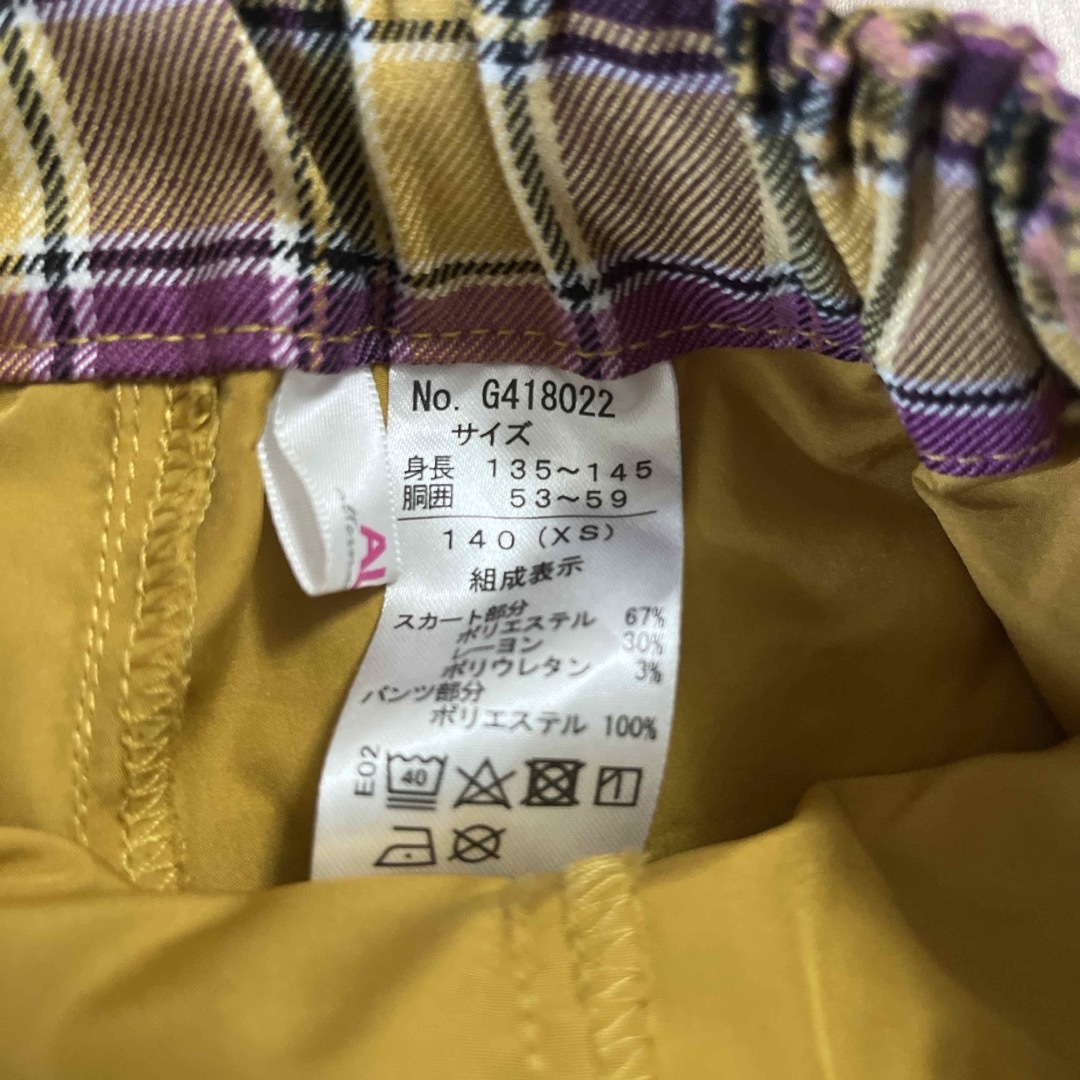 No. G418022
サイズ
身長 135〜145
胴囲 53〜59
140 (XS)
組成表示
スカート部分
ポリエステル 67%
レーヨン 30%
ポリウレタン 3%
パンツ部分
ポリエステル 100%
E02
40